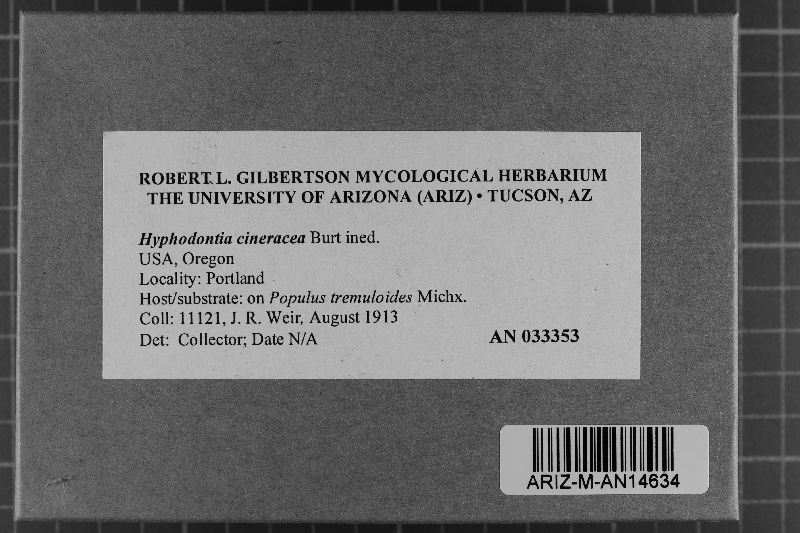 ROBERT L. GILBERTSON MYCOLOGICAL HERBARIUM
THE UNIVERSITY OF ARIZONA (ARIZ) • TUCSON, AZ
Hyphodontia cineracea Burt ined.
USA, Oregon
Locality: Portland
Host/substrate: on Populus tremuloides Michx.
Coll: 11121, J. R. Weir, August 1913
Det: Collector; Date N/A
AN 033353
ARIZ-M-AN14634